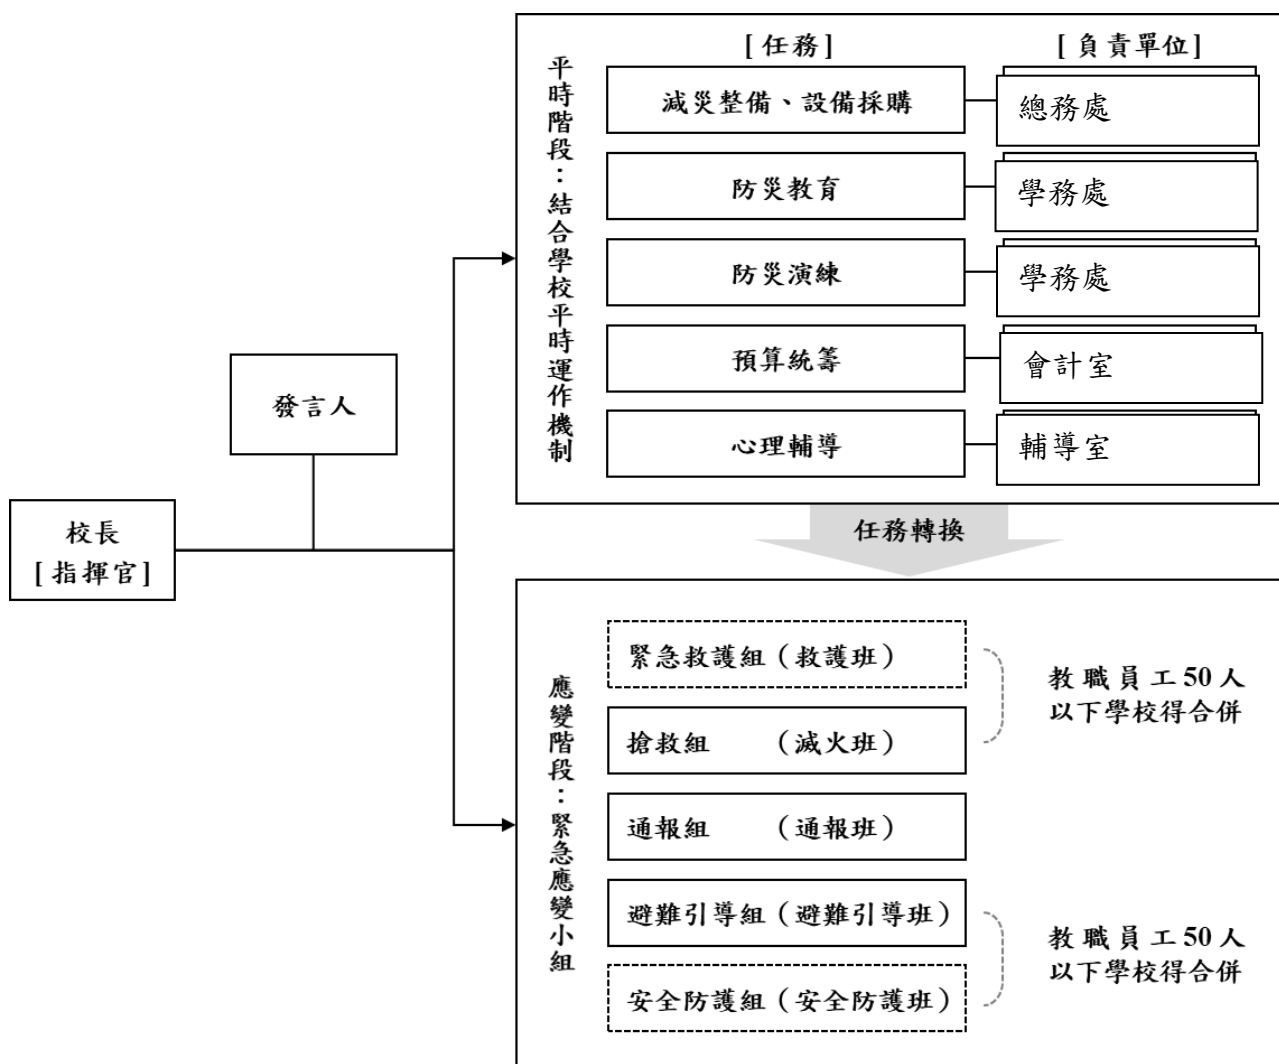 校長
[指揮官]
發言人
平時階段：結合學校平時運作機制
[任務]
[負責單位]
減災整備、設備採購
總務處
防災教育
學務處
防災演練
學務處
預算統籌
會計室
心理輔導
輔導室
任務轉換
應變階段：緊急應變小組
緊急救護組（救護班）
搶救組（滅火班）
通報組（通報班）
避難引導組（避難引導班）
安全防護組（安全防護班）
教職員工50人
以下學校得合併
教職員工50人
以下學校得合併